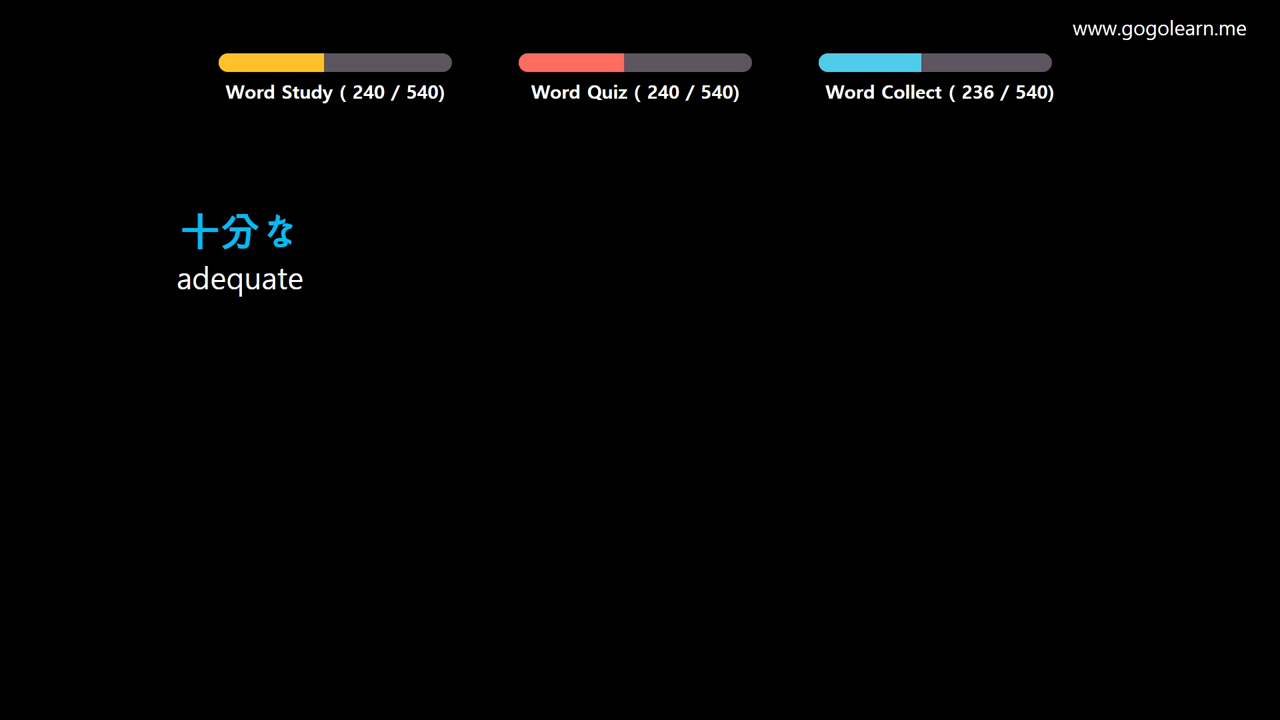 www.gogolearn.me
Word Study ( 240 / 540)
Word Quiz ( 240 / 540)
Word Collect ( 236 / 540)
十分な
adequate